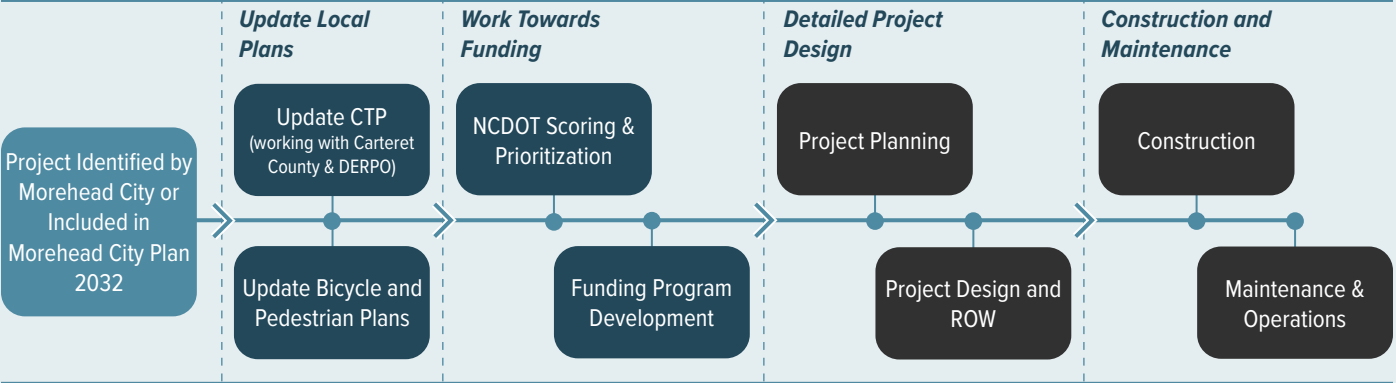 Update Local
Plans
Work Towards
Funding
Detailed Project
Design
Construction and
Maintenance
Project Identified by
Morehead City or
Included in
Morehead City Plan
2032
Update CTP
(working with Carteret
County & DERPO)
Update Bicycle and
Pedestrian Plans
NCDOT Scoring &
Prioritization
Funding Program
Development
Project Planning
Project Design and
ROW
Construction
Maintenance &
Operations